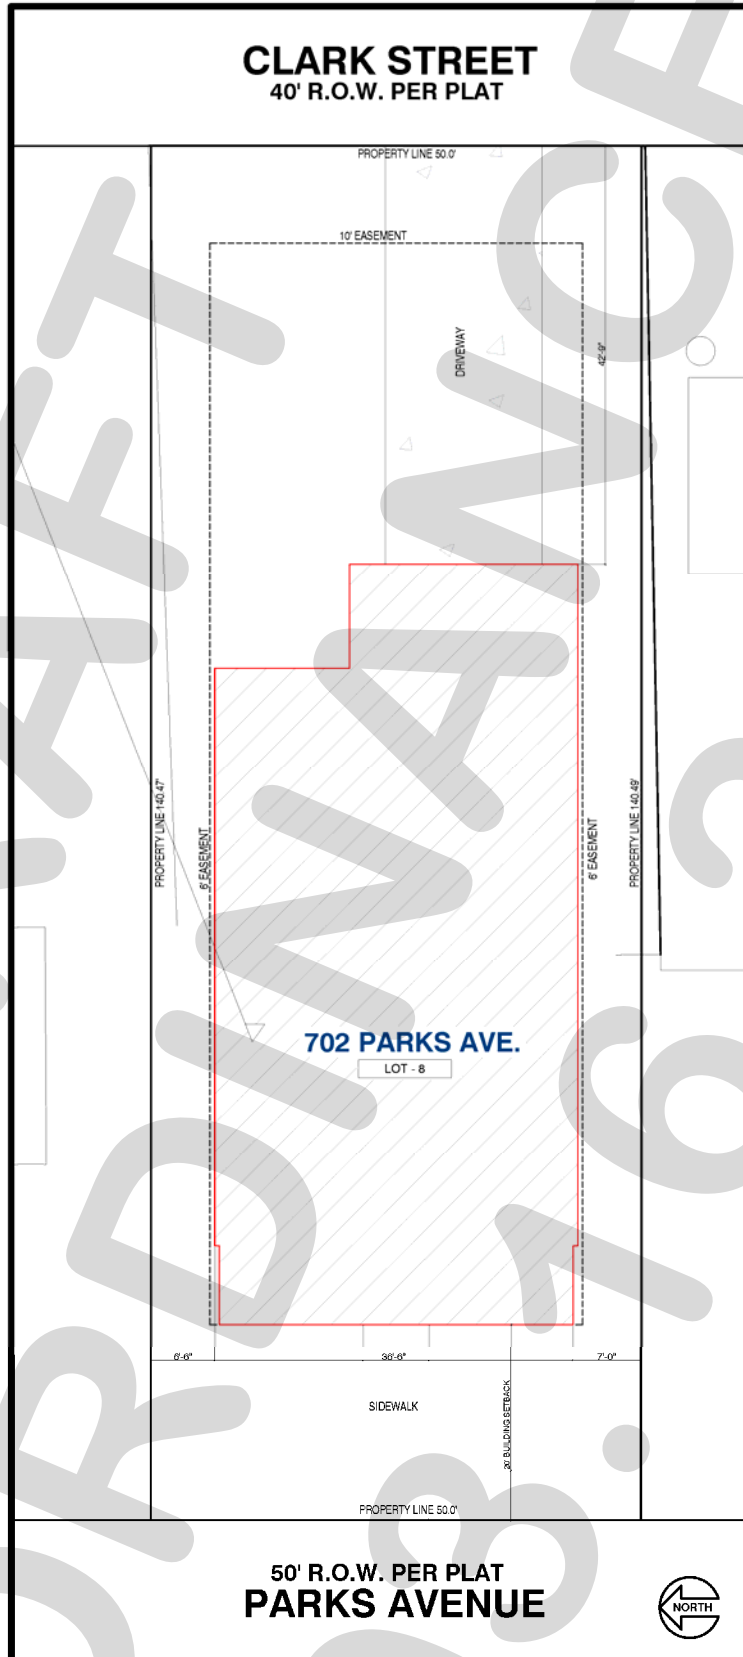 CLARK STREET
40' R.O.W. PER PLAT
PROPERTY LINE 50.0'
10' EASEMENT
DRIVEWAY
42'-9"
PROPERTY LINE 140.47'
6' EASEMENT
6' EASEMENT
PROPERTY LINE 140.49'
702 PARKS AVE.
LOT - 8
6'-6"
36'-6"
7'-0"
SIDEWALK
20' BUILDING SETBACK
PROPERTY LINE 50.0'
50' R.O.W. PER PLAT
PARKS AVENUE
NORTH